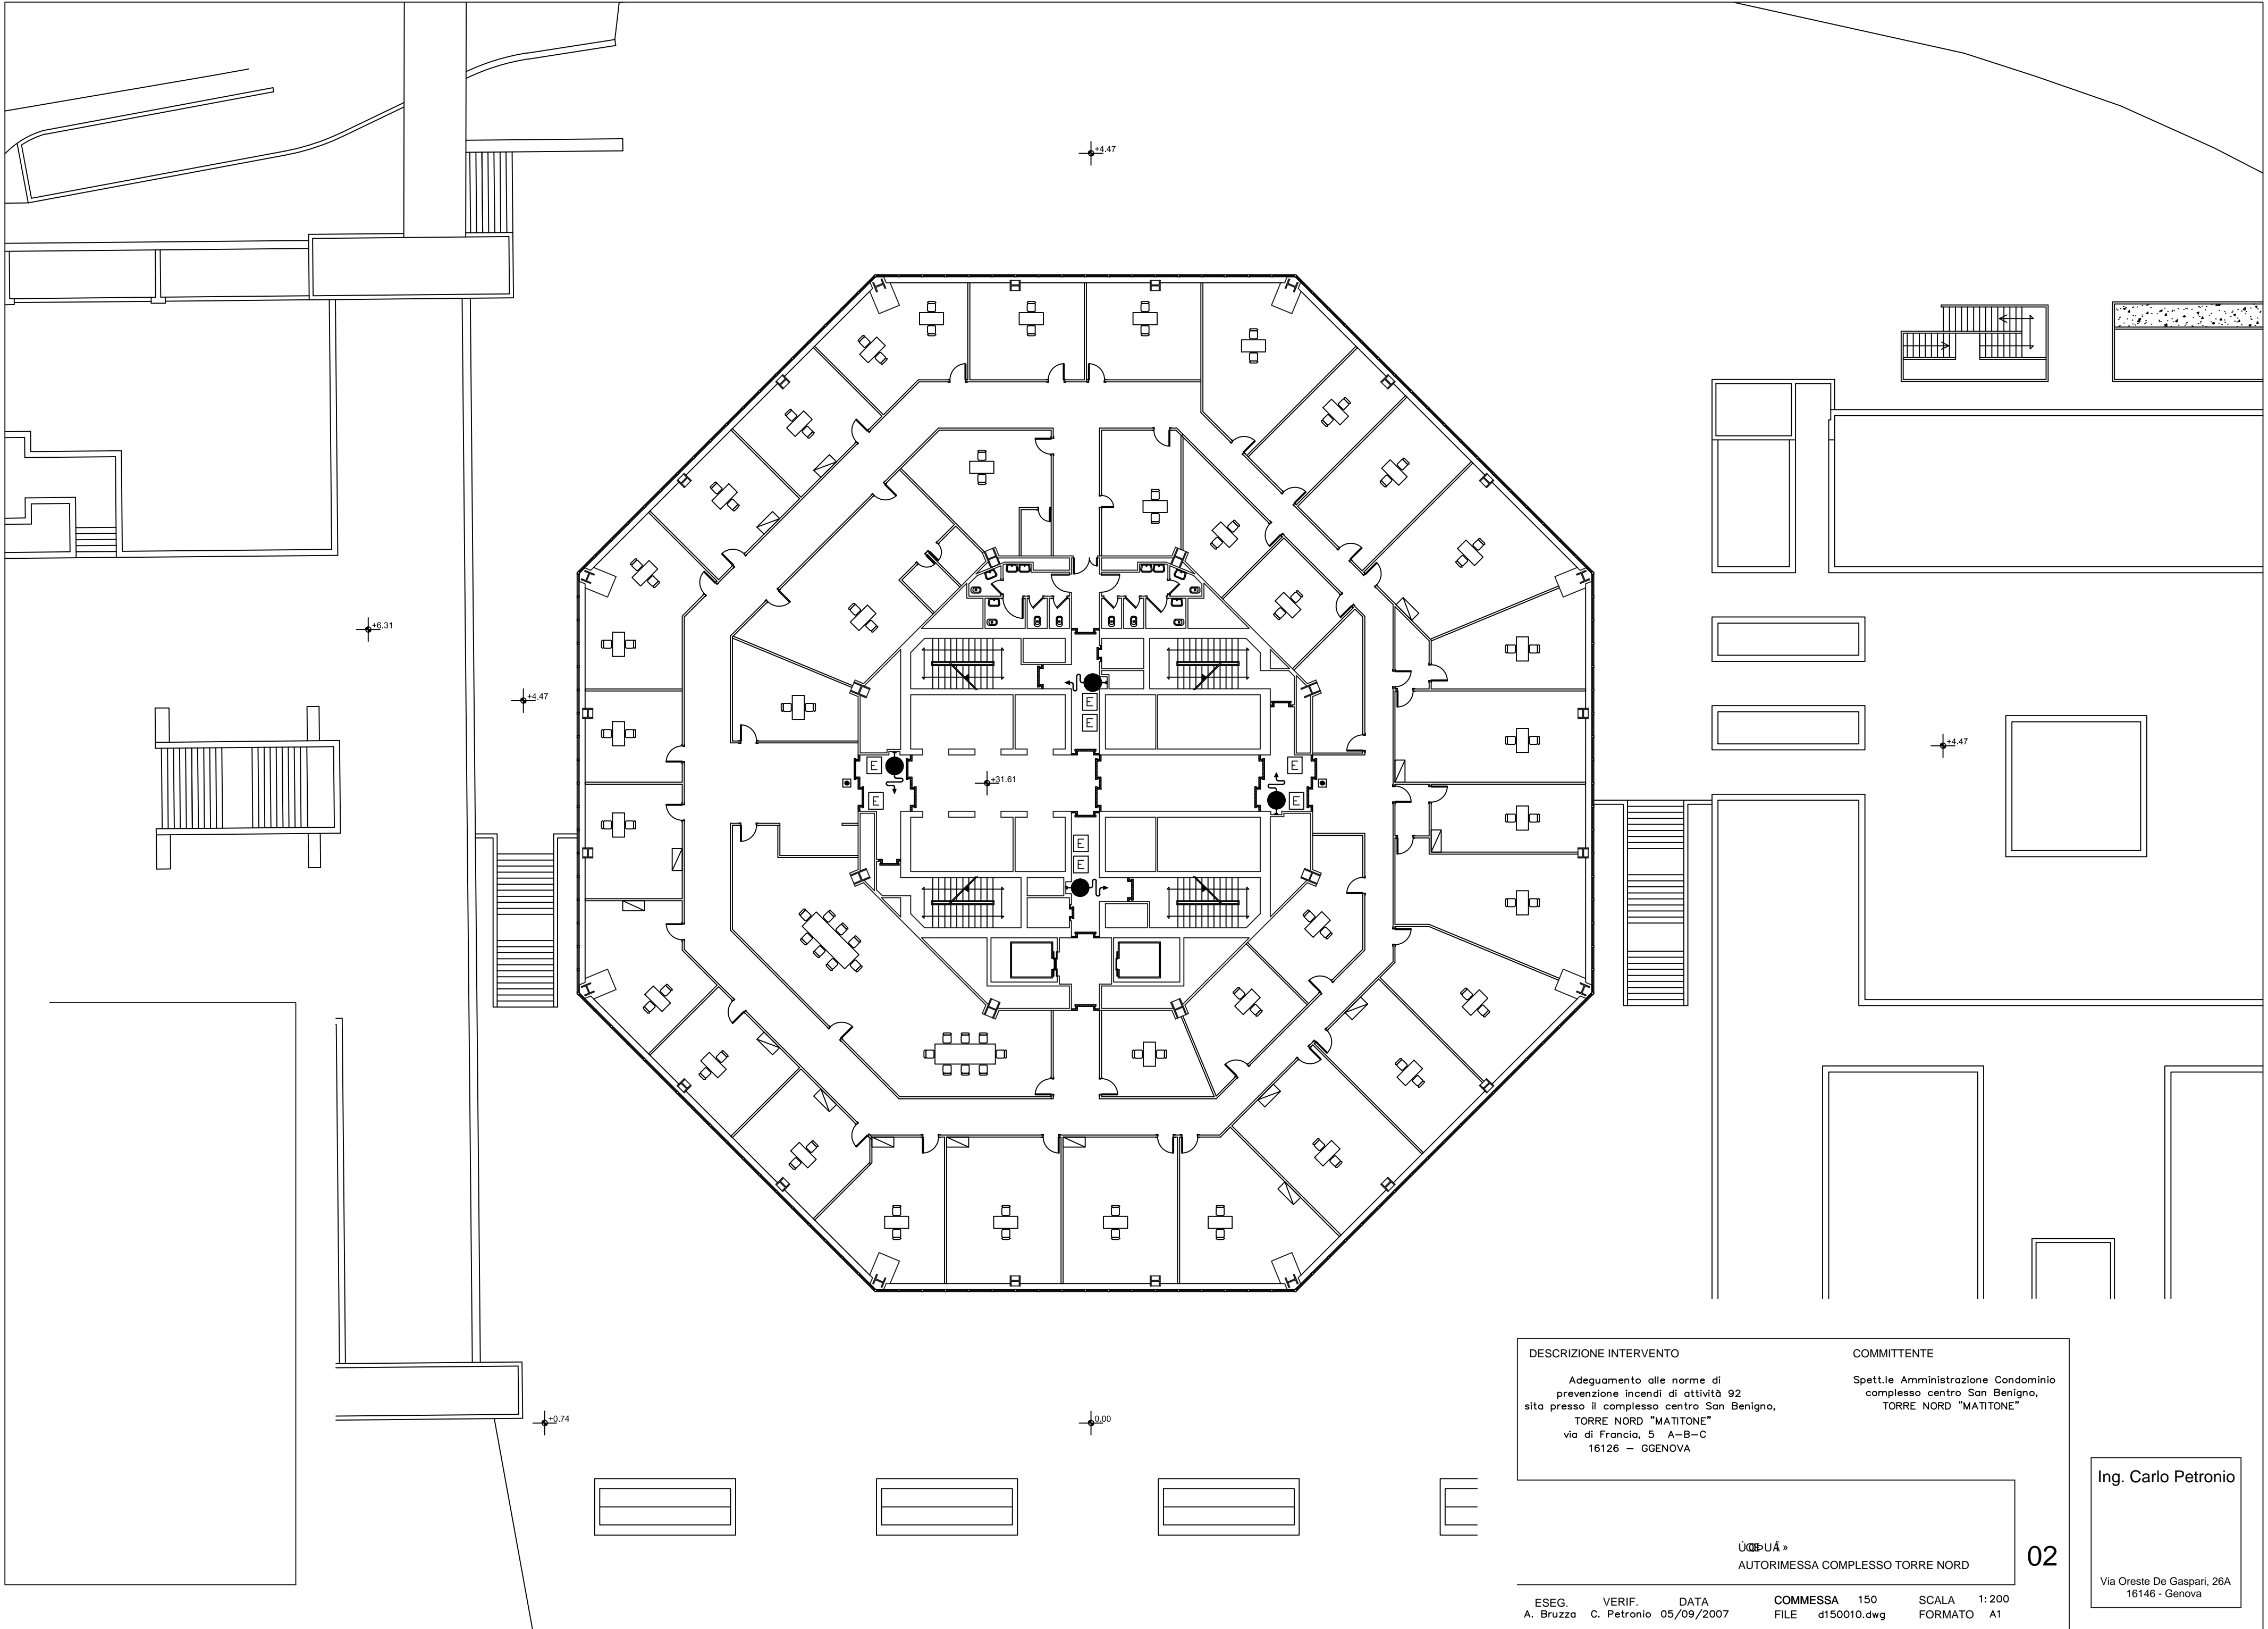 +4.47
+6.31
+4.47
+4.47
E
E
E
E
+31.61
E
E
E
E
+0.74
0,00
DESCRIZIONE INTERVENTO
Adeguamento alle norme di
prevenzione incendi di attività 92
sita presso il complesso centro San Benigno,
TORRE NORD "MATITONE"
via di Francia, 5 A-B-C
16126 - GGENOVA
COMMITTENTE
Spett.le Amministrazione Condominio
complesso centro San Benigno,
TORRE NORD "MATITONE"
AUTORIMESSA COMPLESSO TORRE NORD
02
ESEG.
A. Bruzza
VERIF.
C. Petronio
DATA
05/09/2007
COMMESSA 150
FILE d150010.dwg
SCALA 1:200
FORMATO A1
Ing. Carlo Petronio
Via Oreste De Gaspari, 26A
16146 - Genova